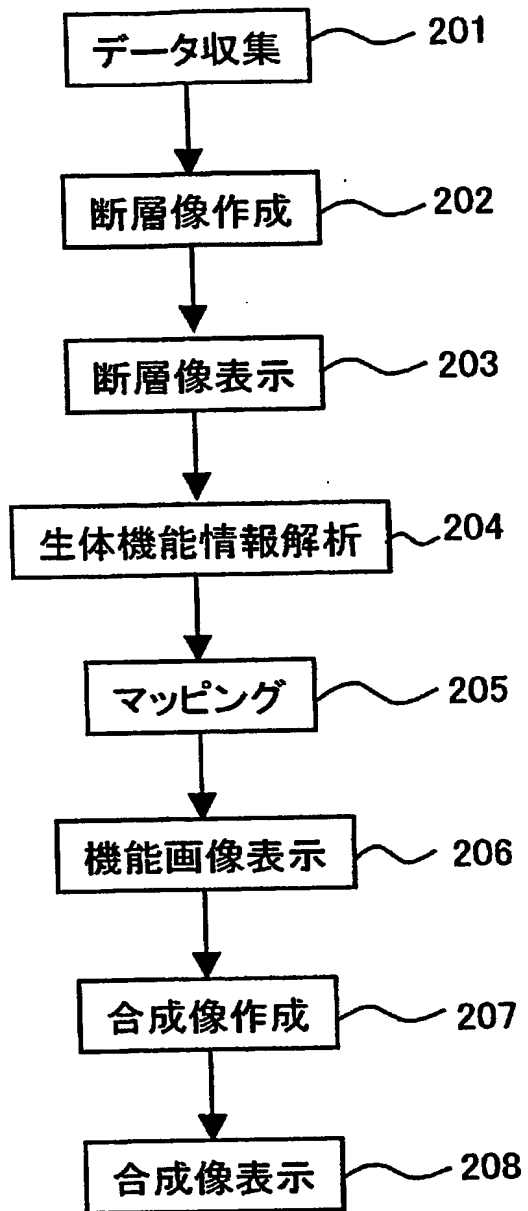 データ収集 201
断層像作成 202
断層像表示 203
生体機能情報解析 204
マッピング 205
機能画像表示 206
合成像作成 207
合成像表示 208